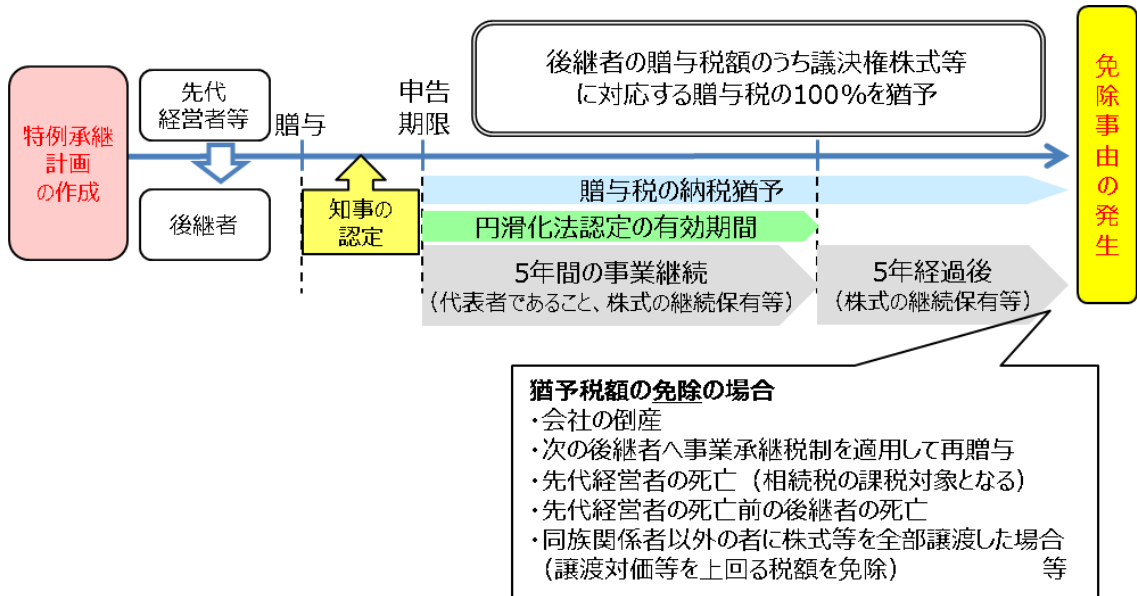 特例承継
計画
の作成
先代
経営者等
後継者
贈与
知事の
認定
申告
期限
後継者の贈与税額のうち議決権株式等
に対応する贈与税の100%を猶予
贈与税の納税猶予
円滑化法認定の有効期間
5年間の事業継続
（代表者であること、株式の継続保有等）
5年経過後
（株式の継続保有等）
免除事由の発生
猶予税額の免除の場合
・会社の倒産
・次の後継者へ事業承継税制を適用して再贈与
・先代経営者の死亡（相続税の課税対象となる）
・先代経営者の死亡前の後継者の死亡
・同族関係者以外の者に株式等を全部譲渡した場合
（譲渡対価等を上回る税額を免除） 等